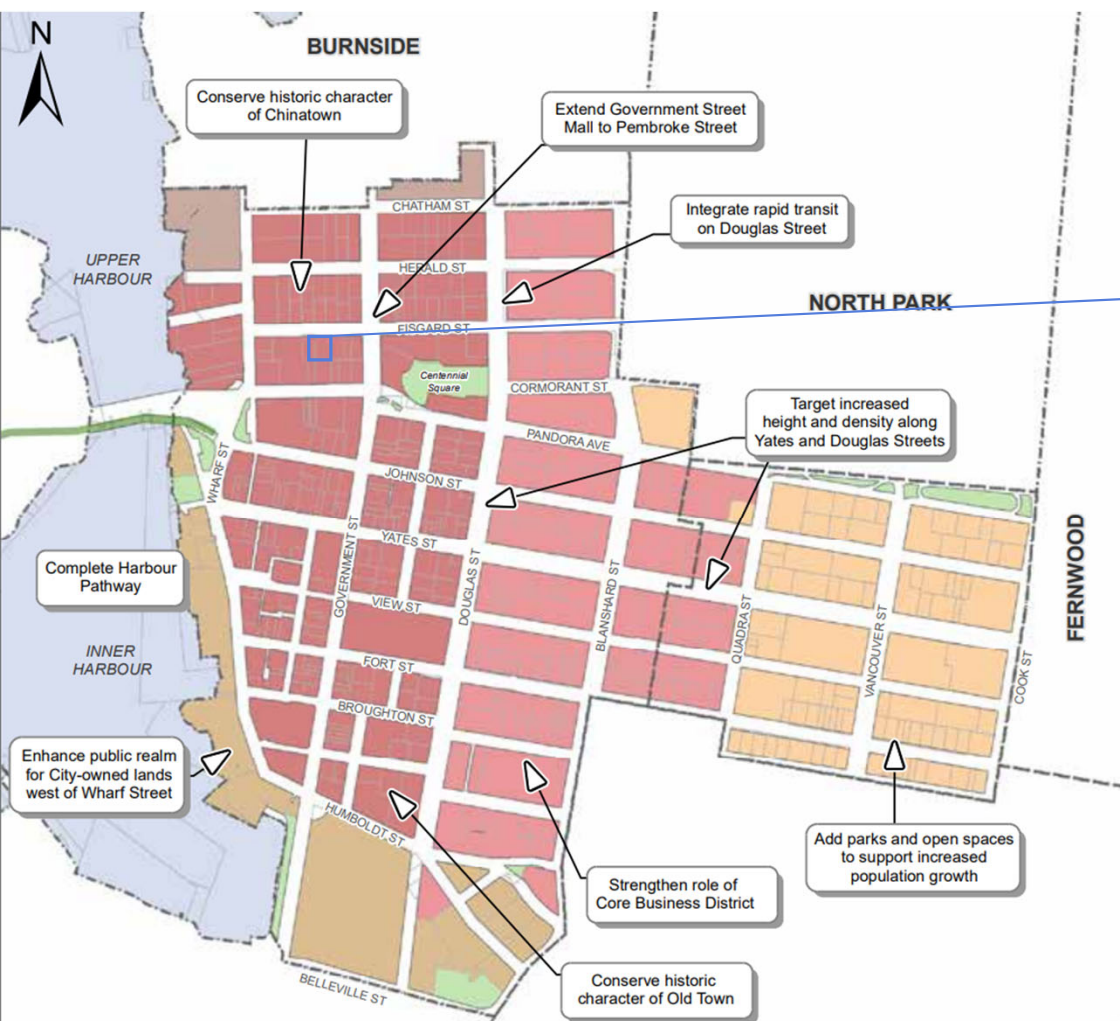 N
BURNSIDE
Conserve historic character
of Chinatown
Extend Government Street
Mall to Pembroke Street
Integrate rapid transit
on Douglas Street
CHATHAM ST
UPPER
HARBOUR
HERALD ST
NORTH PARK
FISGARD ST
Centennial
Square
CORMORANT ST
Target increased
height and density along
Yates and Douglas Streets
PANDORA AVE
JOHNSON ST
WHARF ST
YATES ST
GOVERNMENT ST
DOUGLAS ST
Complete Harbour
Pathway
VIEW ST
BLANSHARD ST
QUADRA ST
VANCOUVER ST
COOK ST
FERNWOOD
INNER
HARBOUR
FORT ST
BROUGHTON ST
Enhance public realm
for City-owned lands
west of Wharf Street
HUMBOLDT ST
Add parks and open spaces
to support increased
population growth
Strengthen role of
Core Business District
Conserve historic
character of Old Town
BELLEVILLE ST